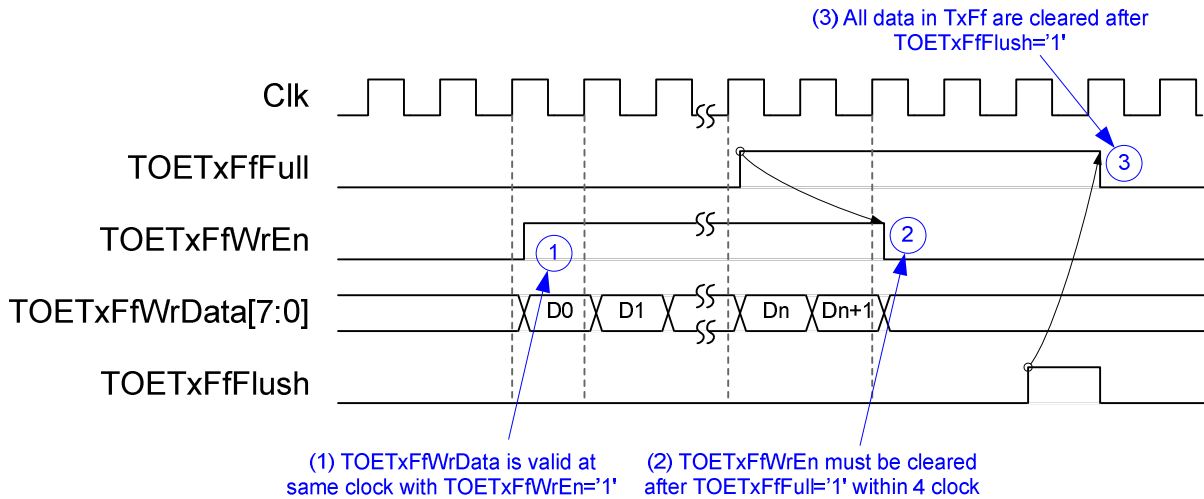 (3) All data in TxFf are cleared after
TOETxFfFlush='1'
Clk
TOETxFfFull
3
TOETxFfWrEn
1
2
TOETxFfWrData[7:0]
D0
D1
Dn
Dn+1
TOETxFfFlush
(1) TOETxFfWrData is valid at
same clock with TOETxFfWrEn='1'
(2) TOETxFfWrEn must be cleared
after TOETxFfFull='1' within 4 clock